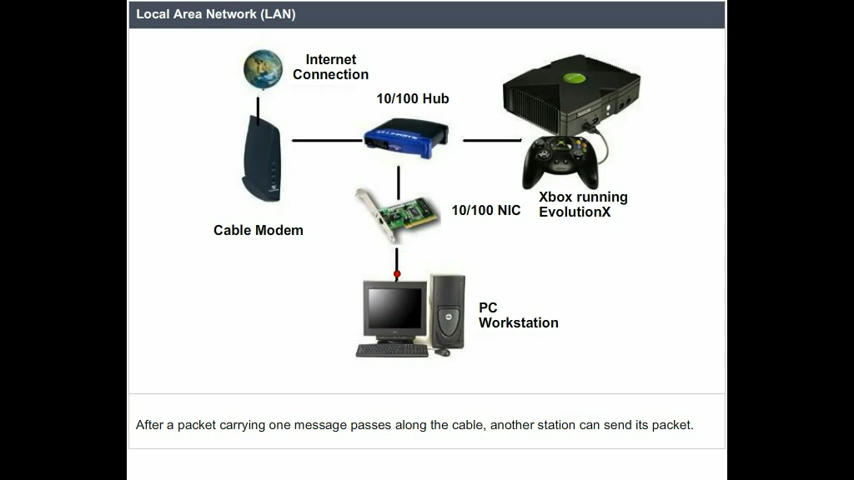 Local Area Network (LAN)
Internet
Connection
10/100 Hub
Xbox running
EvolutionX
10/100 NIC
Cable Modem
PC
Workstation
After a packet carrying one message passes along the cable, another station can send its packet.